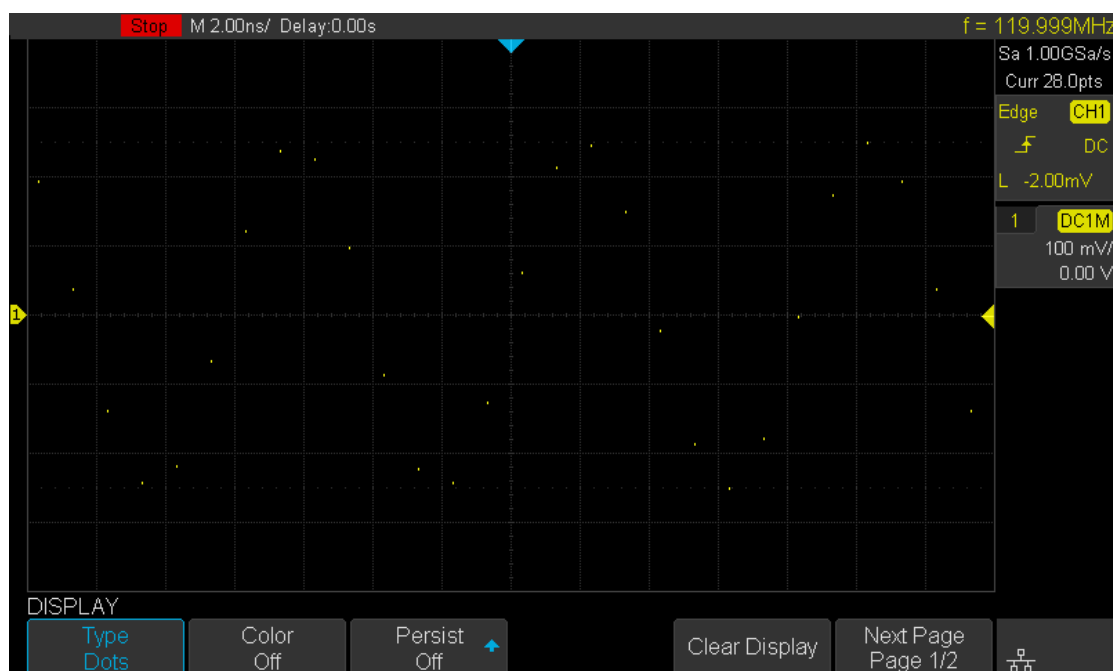 Stop M 2.00ns/ Delay:0.00s f = 119.999MHz
Sa 1.00GSa/s
Curr 28.0pts
Edge CH1
DC
L -2.00mV
1 DC1M
100 mV/
0.00 V
1
DISPLAY
Type Color Persist Clear Display Next Page
Dots Off Off Page 1/2